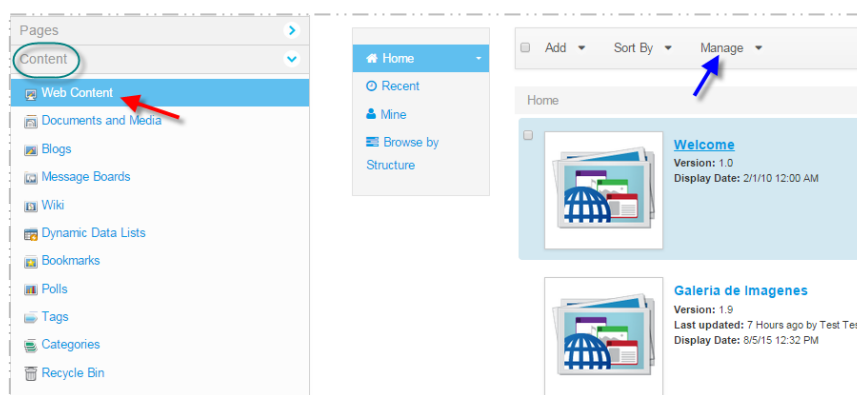 Pages
Content
Web Content
Documents and Media
Blogs
Message Boards
Wiki
Dynamic Data Lists
Bookmarks
Polls
Tags
Categories
Recycle Bin
Home
Recent
Mine
Browse by
Structure
Add Sort By Manage
Home
Welcome
Version: 1.0
Display Date: 2/1/10 12:00 AM
Galeria de Imagenes
Version: 1.9
Last updated: 7 Hours ago by Test
Display Date: 8/5/15 12:32 PM